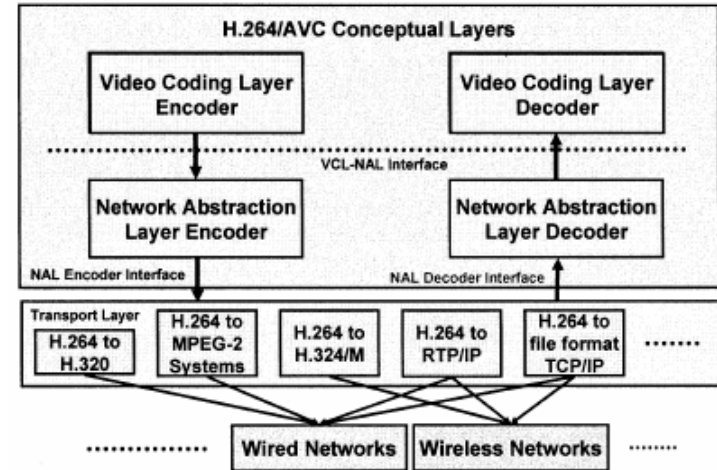 H.264/AVC Conceptual Layers
Video Coding Layer
Encoder
Video Coding Layer
Decoder
VCL-NAL Interface
Network Abstraction
Layer Encoder
Network Abstraction
Layer Decoder
NAL Encoder Interface
NAL Decoder Interface
Transport Layer
H.264 to
H.320
H.264 to
MPEG-2
Systems
H.264 to
H.324/M
H.264 to
RTP/IP
H.264 to
file format
TCP/IP
Wired Networks
Wireless Networks